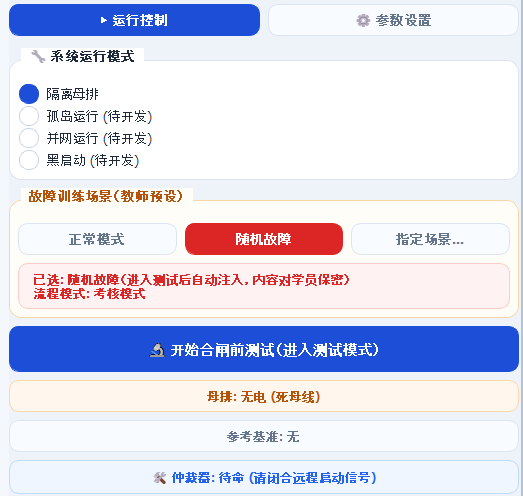 运行控制
参数设置
系统运行模式
隔离母排
孤岛运行 (待开发)
并网运行 (待开发)
黑启动 (待开发)
故障训练场景(教师预设)
正常模式
随机故障
指定场景...
已选: 随机故障(进入测试后自动注入, 内容对学员保密)
流程模式: 考核模式
开始合闸前测试(进入测试模式)
母排: 无电 (死母线)
参考基准: 无
仲裁器: 待命 (请闭合远程启动信号)